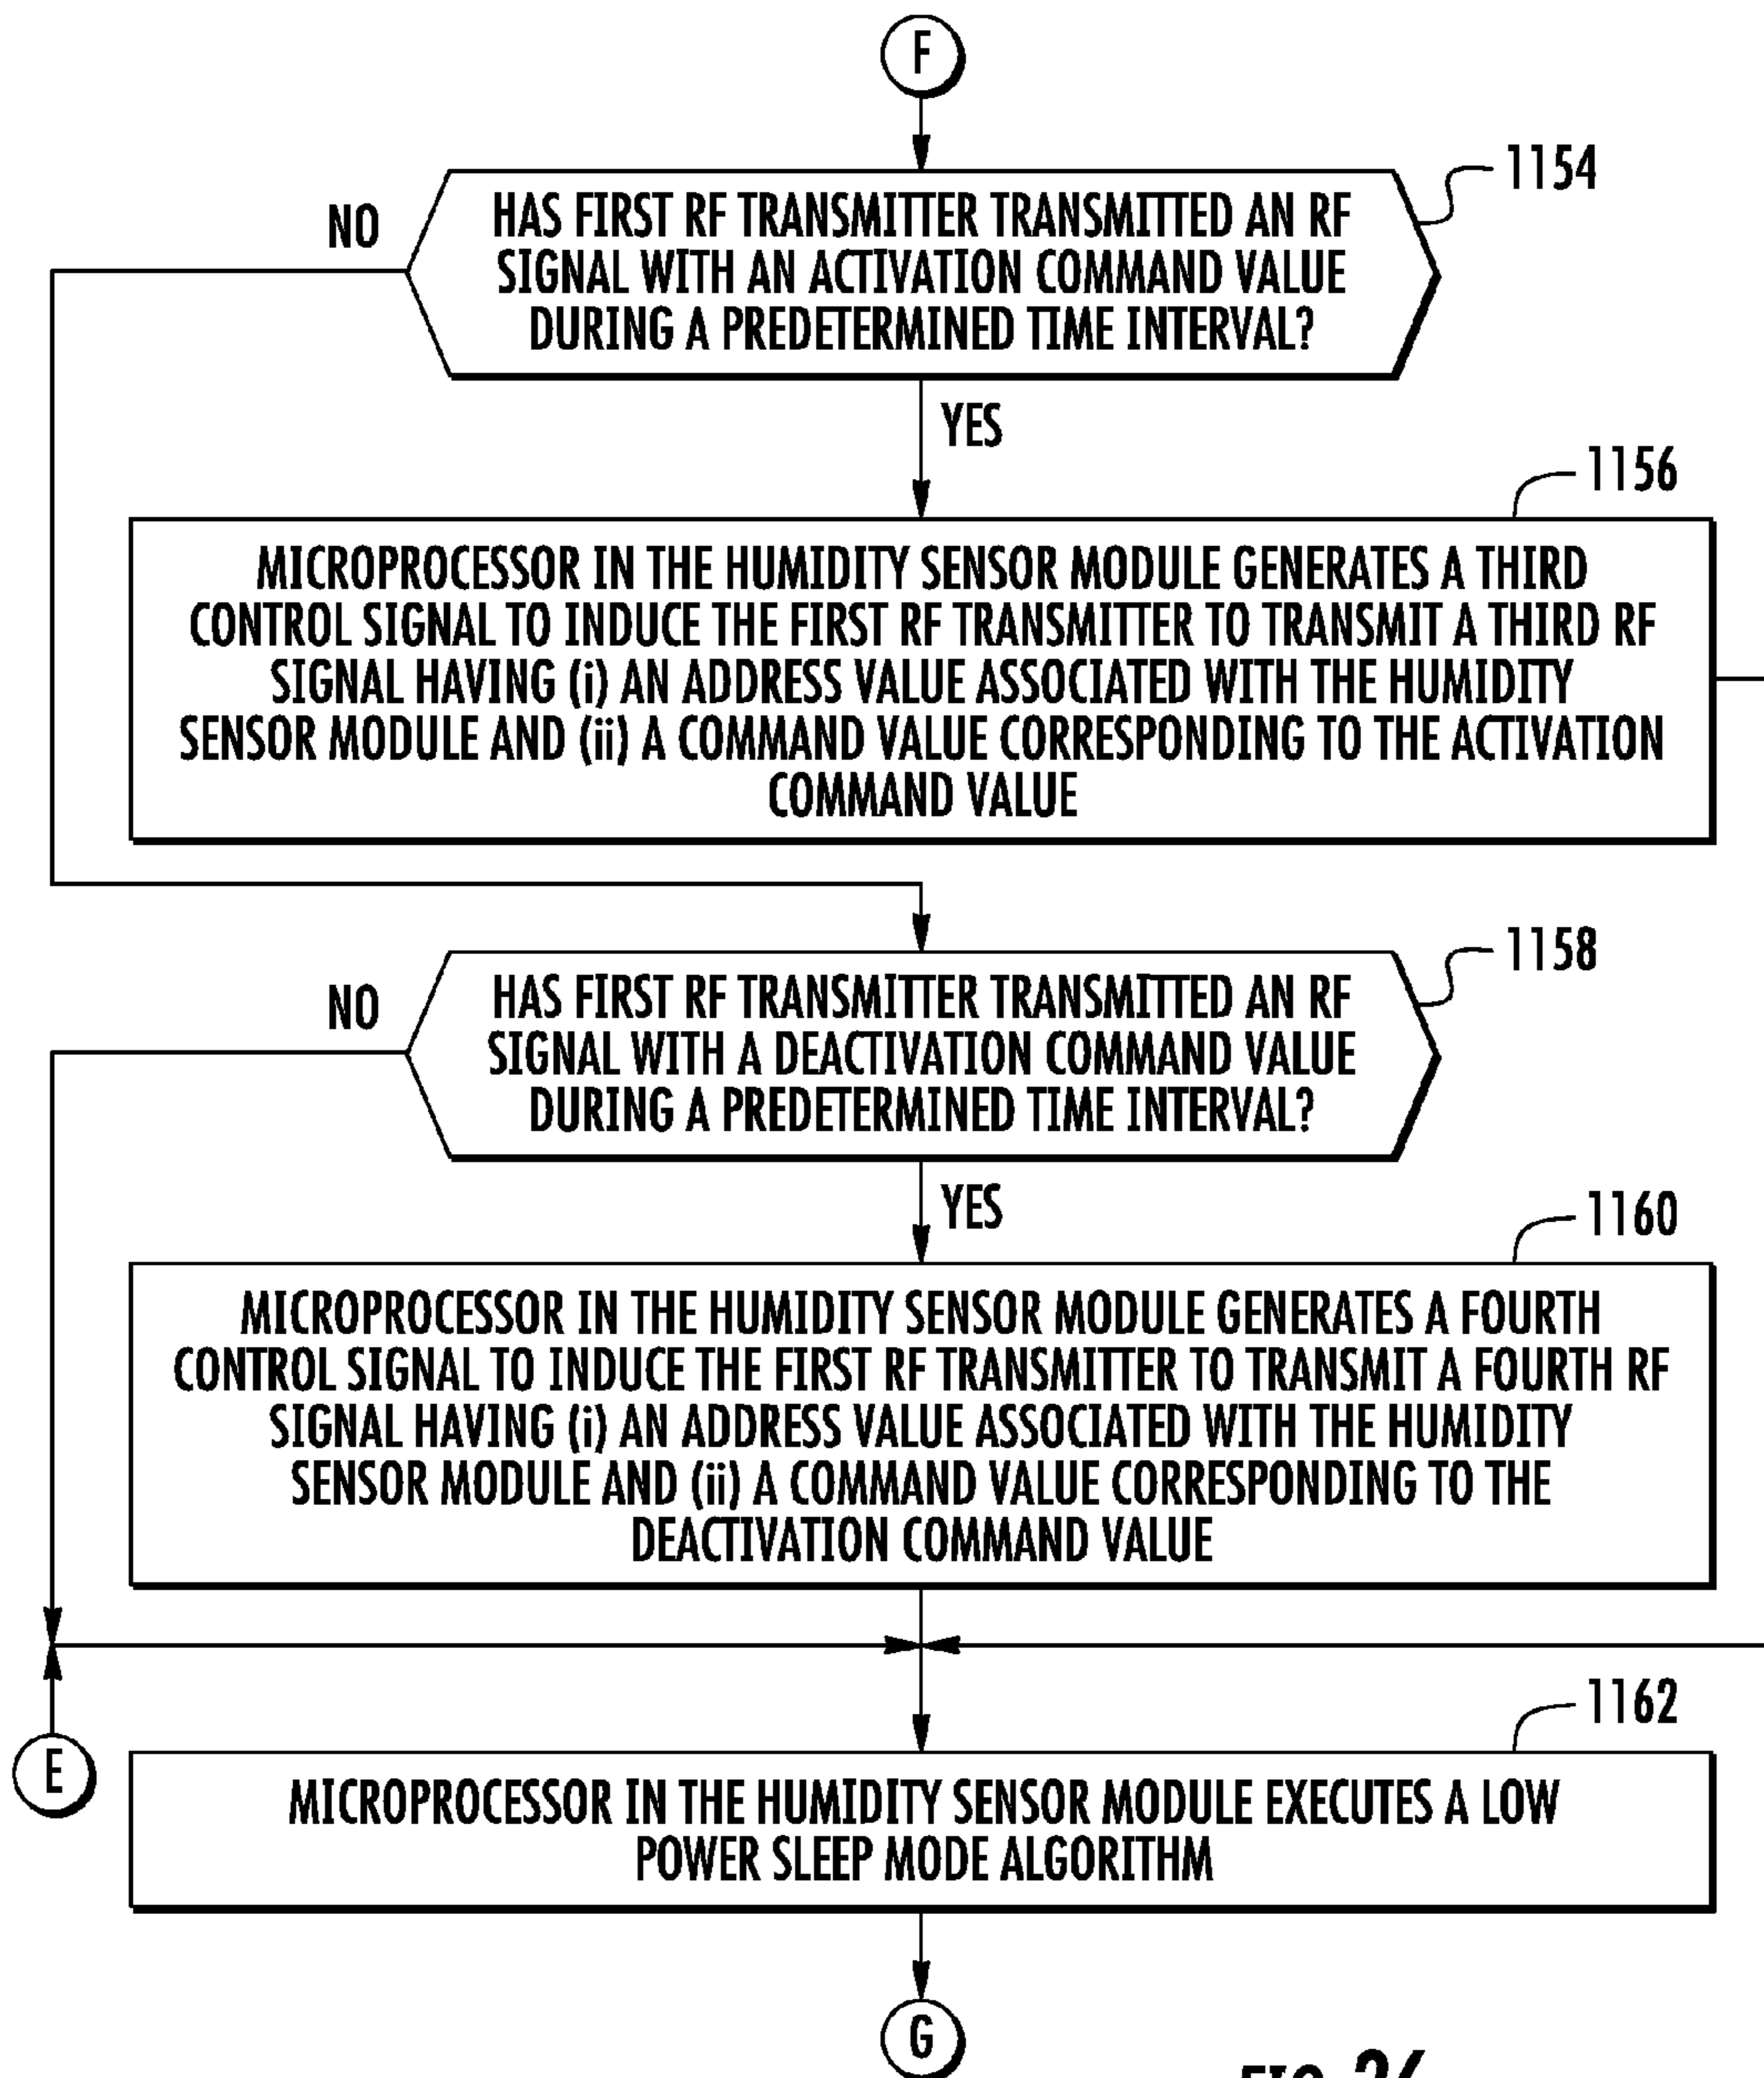 F
1154
NO
HAS FIRST RF TRANSMITTER TRANSMITTED AN RF
SIGNAL WITH AN ACTIVATION COMMAND VALUE
DURING A PREDETERMINED TIME INTERVAL?
YES
1156
MICROPROCESSOR IN THE HUMIDITY SENSOR MODULE GENERATES A THIRD
CONTROL SIGNAL TO INDUCE THE FIRST RF TRANSMITTER TO TRANSMIT A THIRD RF
SIGNAL HAVING (i) AN ADDRESS VALUE ASSOCIATED WITH THE HUMIDITY
SENSOR MODULE AND (ii) A COMMAND VALUE CORRESPONDING TO THE ACTIVATION
COMMAND VALUE
1158
NO
HAS FIRST RF TRANSMITTER TRANSMITTED AN RF
SIGNAL WITH A DEACTIVATION COMMAND VALUE
DURING A PREDETERMINED TIME INTERVAL?
YES
1160
MICROPROCESSOR IN THE HUMIDITY SENSOR MODULE GENERATES A FOURTH
CONTROL SIGNAL TO INDUCE THE FIRST RF TRANSMITTER TO TRANSMIT A FOURTH RF
SIGNAL HAVING (i) AN ADDRESS VALUE ASSOCIATED WITH THE HUMIDITY
SENSOR MODULE AND (ii) A COMMAND VALUE CORRESPONDING TO THE
DEACTIVATION COMMAND VALUE
1162
E
MICROPROCESSOR IN THE HUMIDITY SENSOR MODULE EXECUTES A LOW
POWER SLEEP MODE ALGORITHM
G